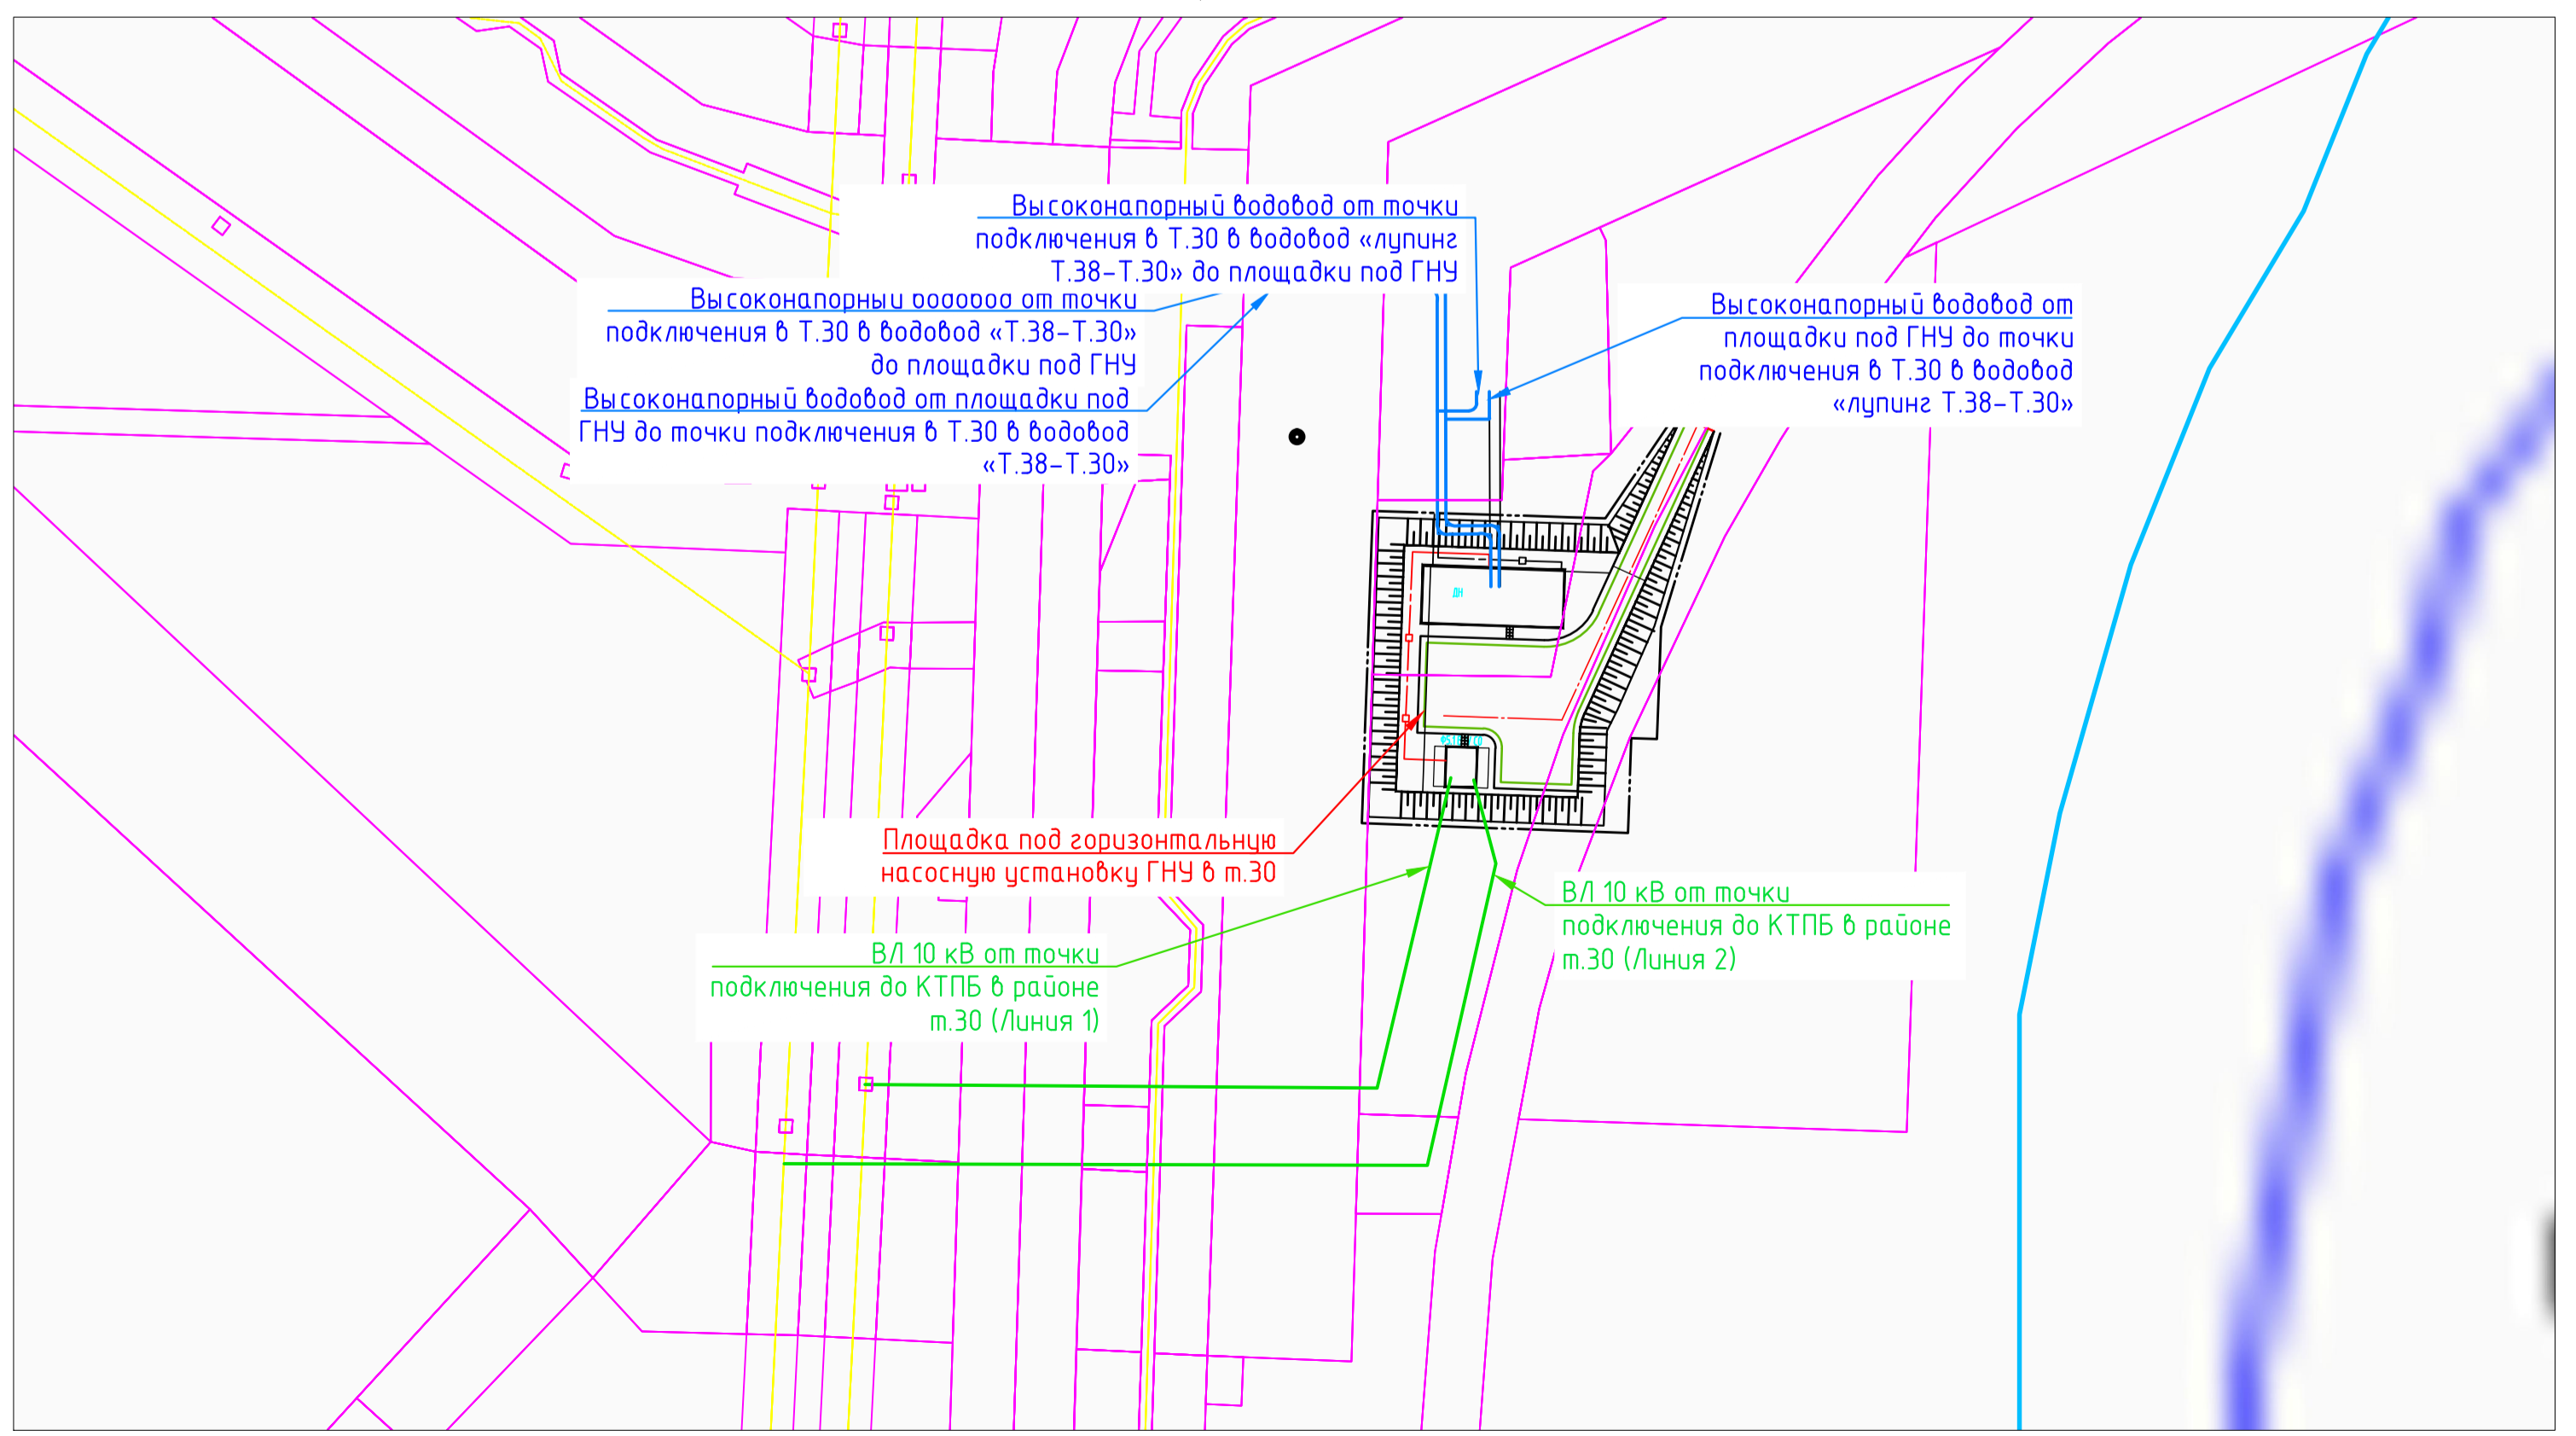 Высоконапорный водовод от точки
подключения в Т.30 в водовод «лупинг
Т.38-Т.30» до площадки под ГНУ
Высоконапорный водовод от точки
подключения в Т.30 в водовод «Т.38-Т.30»
до площадки под ГНУ
Высоконапорный водовод от площадки под
ГНУ до точки подключения в Т.30 в водовод
«Т.38-Т.30»
Высоконапорный водовод от
площадки под ГНУ до точки
подключения в Т.30 в водовод
«лупинг Т.38-Т.30»
ДН
Площадка под горизонтальную
насосную установку ГНУ в т.30
ВЛ 10 кВ от точки
подключения до КТПБ в районе
т.30 (Линия 1)
ВЛ 10 кВ от точки
подключения до КТПБ в районе
т.30 (Линия 2)